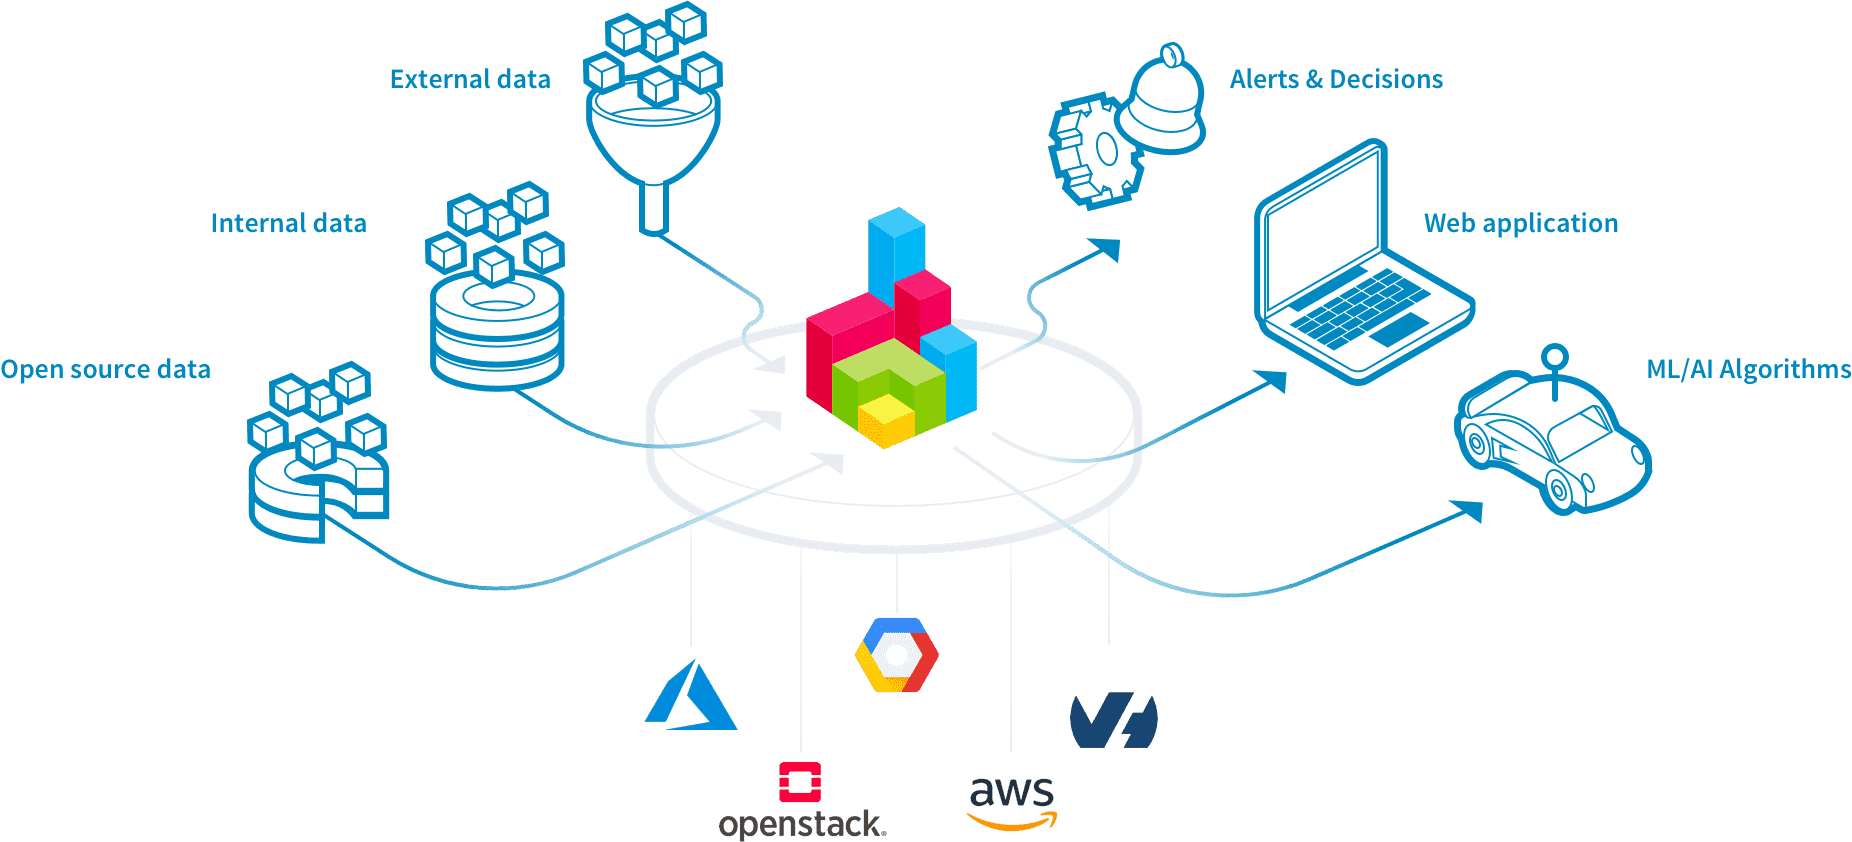 External data
Alerts & Decisions
Internal data
Web application
Open source data
ML/AI Algorithms
openstack.
aws